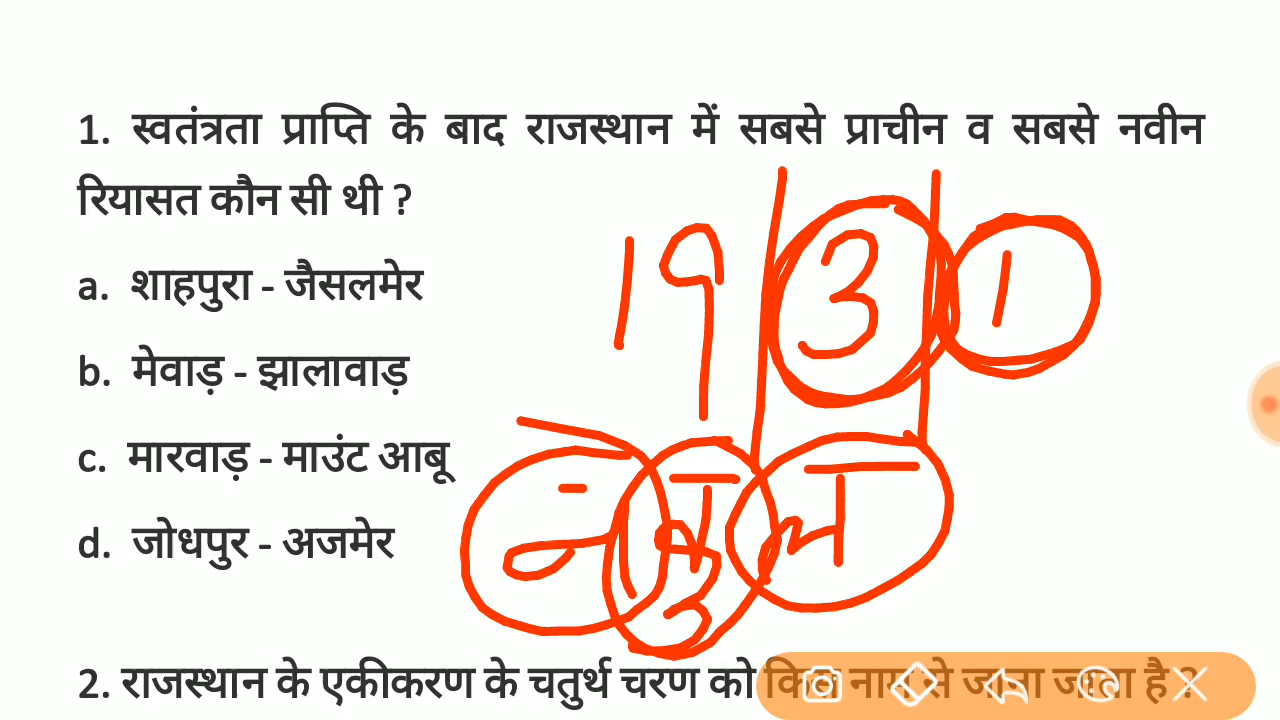 1. स्वतंत्रता प्राप्ति के बाद राजस्थान में सबसे प्राचीन व सबसे नवीन
रियासत कौन सी थी ?
19 3 1
a. शाहपुरा - जैसलमेर
b. मेवाड़ - झालावाड़
c. मारवाड़ - माउंट आबू
d. जोधपुर - अजमेर
2. राजस्थान के एकीकरण के चतुर्थ चरण को किस नाम से जाना जाता है ?